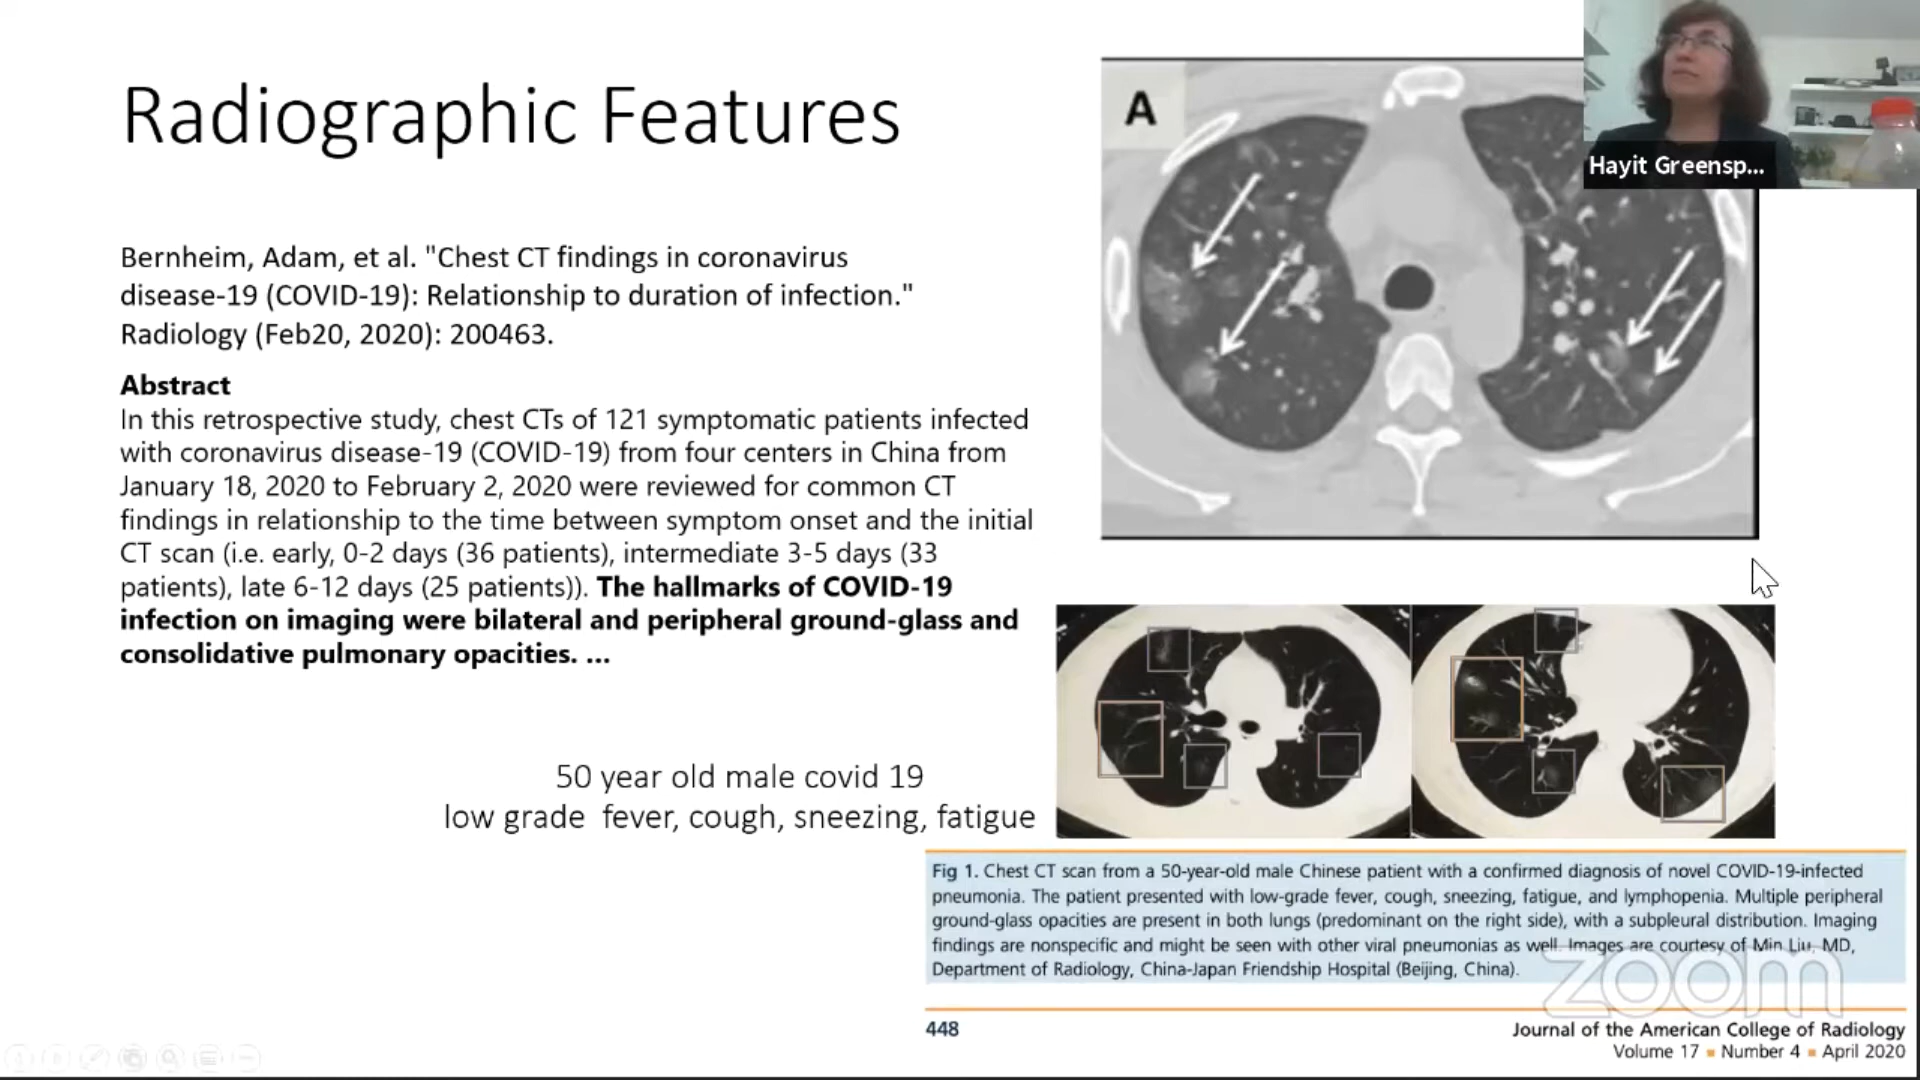 Radiographic Features
Bernheim, Adam, et al. "Chest CT findings in coronavirus
disease-19 (COVID-19): Relationship to duration of infection."
Radiology (Feb20, 2020): 200463.
Abstract
In this retrospective study, chest CTs of 121 symptomatic patients infected
with coronavirus disease-19 (COVID-19) from four centers in China from
January 18, 2020 to February 2, 2020 were reviewed for common CT
findings in relationship to the time between symptom onset and the initial
CT scan (i.e. early, 0-2 days (36 patients), intermediate 3-5 days (33
patients), late 6-12 days (25 patients)). The hallmarks of COVID-19
infection on imaging were bilateral and peripheral ground-glass and
consolidative pulmonary opacities. ...
50 year old male covid 19
low grade  fever, cough, sneezing, fatigue
A
Hayit Greensp...
Fig 1. Chest CT scan from a 50-year-old male Chinese patient with a confirmed diagnosis of novel COVID-19-infected
pneumonia. The patient presented with low-grade fever, cough, sneezing, fatigue, and lymphopenia. Multiple peripheral
ground-glass opacities are present in both lungs (predominant on the right side), with a subpleural distribution. Imaging
findings are nonspecific and might be seen with other viral pneumonias as well. Images are courtesy of Min Liu, MD,
Department of Radiology, China-Japan Friendship Hospital (Beijing, China).
zoom
448
Journal of the American College of Radiology
Volume 17 ▪ Number 4 ▪ April 2020